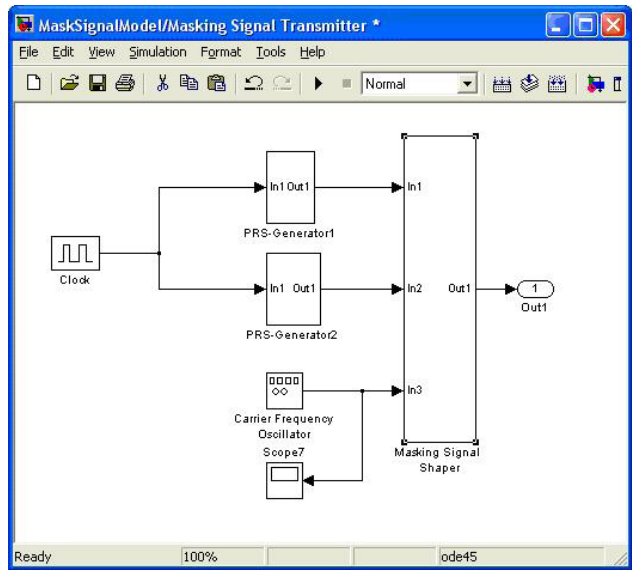 MaskSignalModel/Masking Signal Transmitter *
File Edit View Simulation Format Tools Help
Normal
In1 Out1
PRS-Generator1
In1
Clock
In1 Out1
PRS-Generator2
In2
Out1
1
Out1
Carrier Frequency
Oscillator
In3
Scope7
Masking Signal
Shaper
Ready 100% ode45